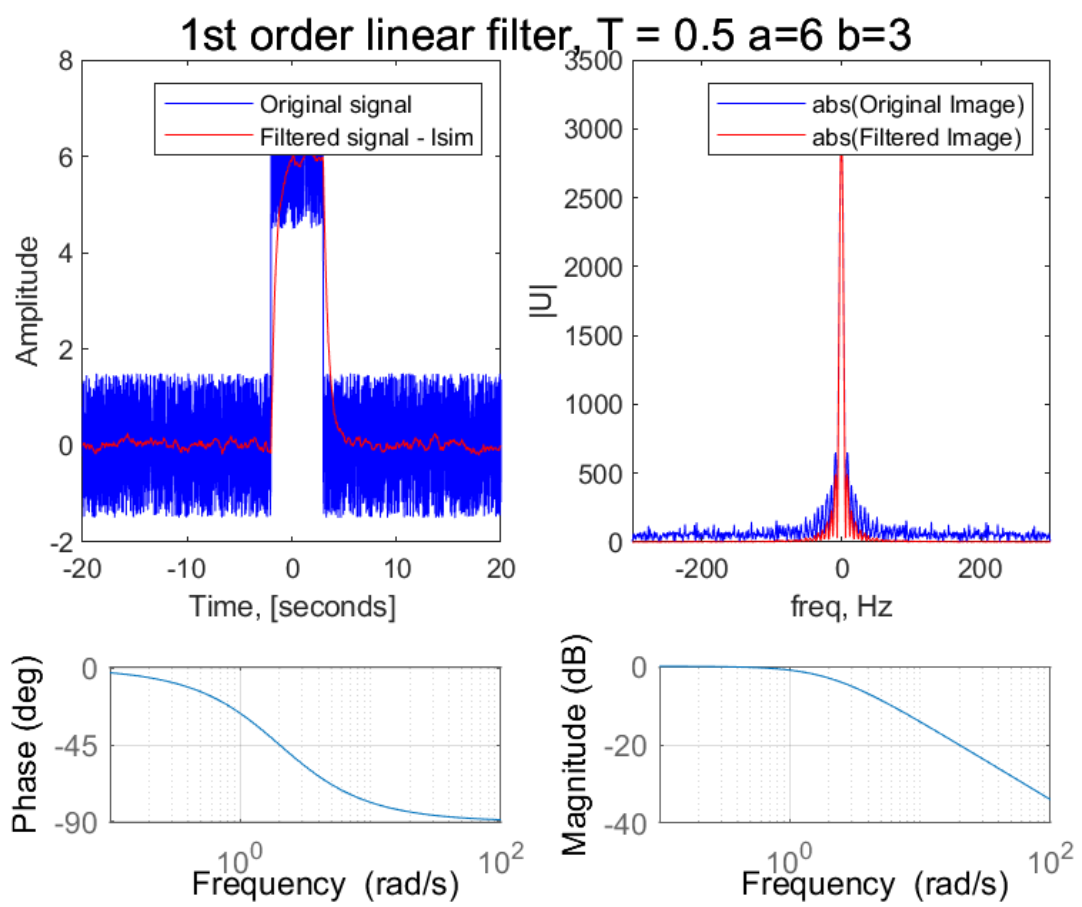 1st order linear filter, T = 0.5 a=6 b=3
8
6
4
2
0
-2
Amplitude
Original signal
Filtered signal - lsim
-20
-10
0
10
20
Time, [seconds]
3500
3000
2500
2000
1500
1000
500
0
|U|
abs(Original Image)
abs(Filtered Image)
-200
0
200
freq, Hz
0
-45
-90
Phase (deg)
10^0
10^2
Frequency (rad/s)
0
-20
-40
Magnitude (dB)
10^0
10^2
Frequency (rad/s)